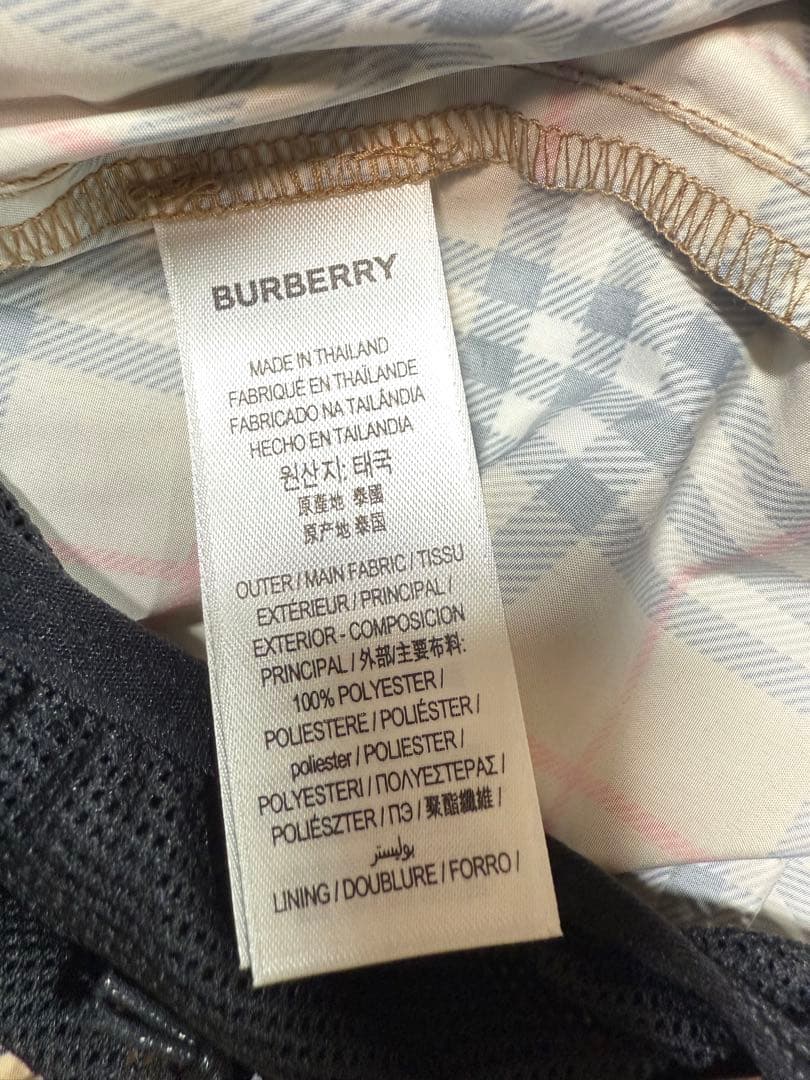 BURBERRY
MADE IN THAILAND
FABRIQUÉ EN THAÏLANDE
FABRICADO NA TAILÂNDIA
HECHO EN TAILANDIA
원산지: 태국
原產地 泰國
原产地 泰国
OUTER / MAIN FABRIC / TISSU
EXTERIEUR / PRINCIPAL /
EXTERIOR - COMPOSICION
PRINCIPAL / 外部/主要布料:
100% POLYESTER /
POLIESTERE / POLIÉSTER /
poliester / POLIESTER /
POLYESTERI / ΠΟΛΥΕΣΤΕΡΑΣ /
POLIÉSZTER / ПЭ / 聚酯纖維 /
بوليستر
LINING / DOUBLURE / FORRO /